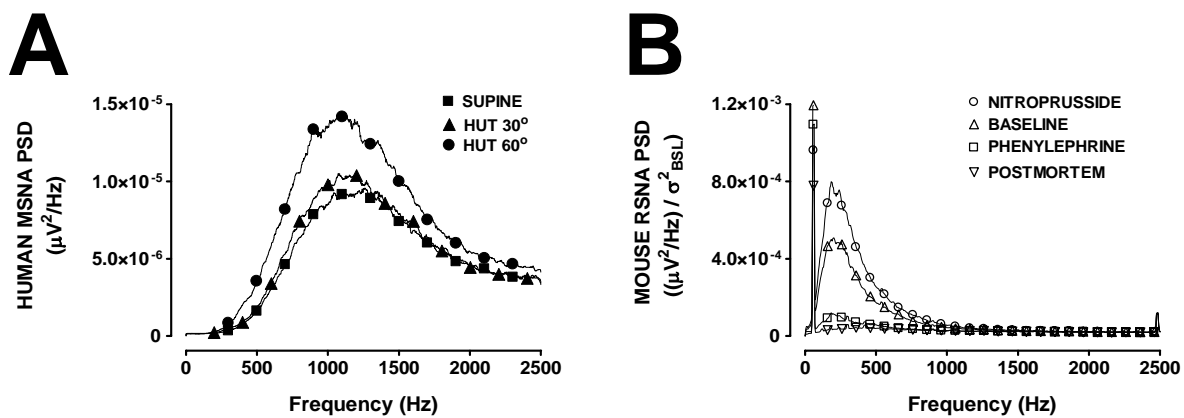 A
HUMAN MSNA PSD
(μV²/Hz)
1.5×10⁻⁵
1.0×10⁻⁵
5.0×10⁻⁶
0
SUPINE
HUT 30º
HUT 60º
0 500 1000 1500 2000 2500
Frequency (Hz)
B
MOUSE RSNA PSD
((μV²/Hz) / σ²BSL)
1.2×10⁻³
8.0×10⁻⁴
4.0×10⁻⁴
0
NITROPRUSSIDE
BASELINE
PHENYLEPHRINE
POSTMORTEM
0 500 1000 1500 2000 2500
Frequency (Hz)